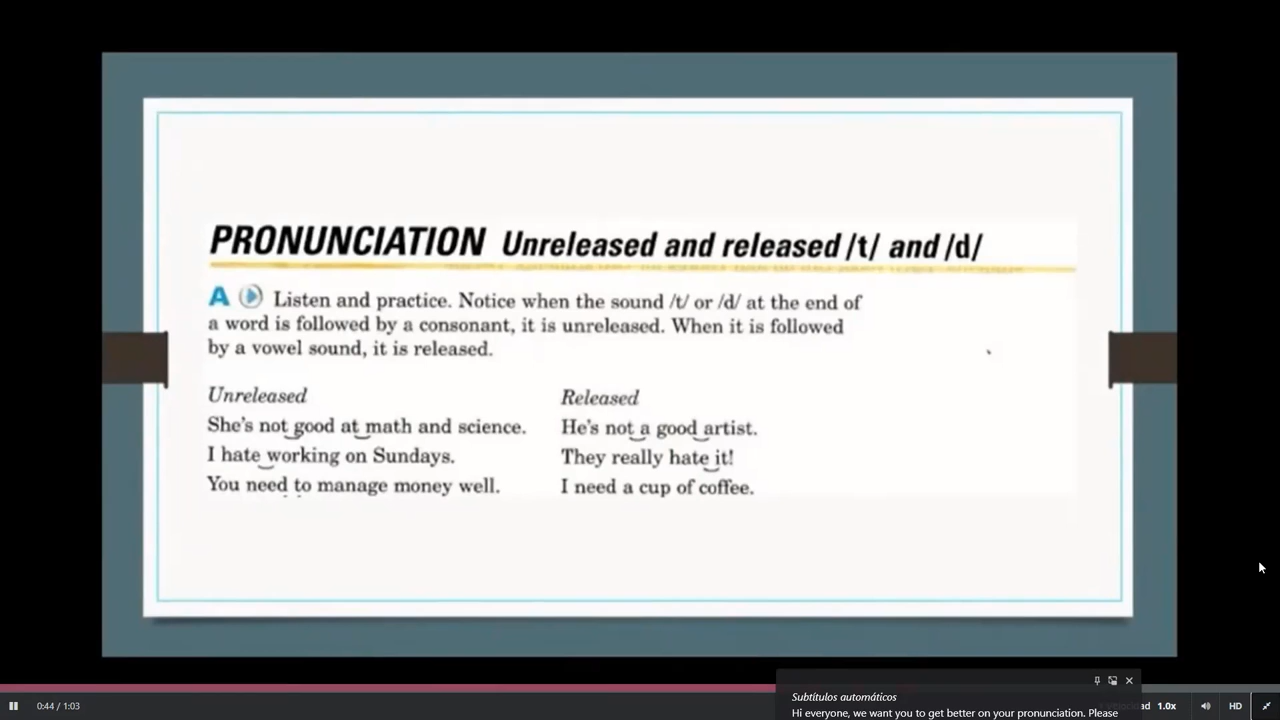 PRONUNCIATION Unreleased and released /t/ and /d/
A Listen and practice. Notice when the sound /t/ or /d/ at the end of
a word is followed by a consonant, it is unreleased. When it is followed
by a vowel sound, it is released.
Unreleased
She's not good at math and science.
I hate working on Sundays.
You need to manage money well.
Released
He's not a good artist.
They really hate it!
I need a cup of coffee.
Subtítulos automáticos
Hi everyone, we want you to get better on your pronunciation. Please
0:44 / 1:03
1.0x
HD